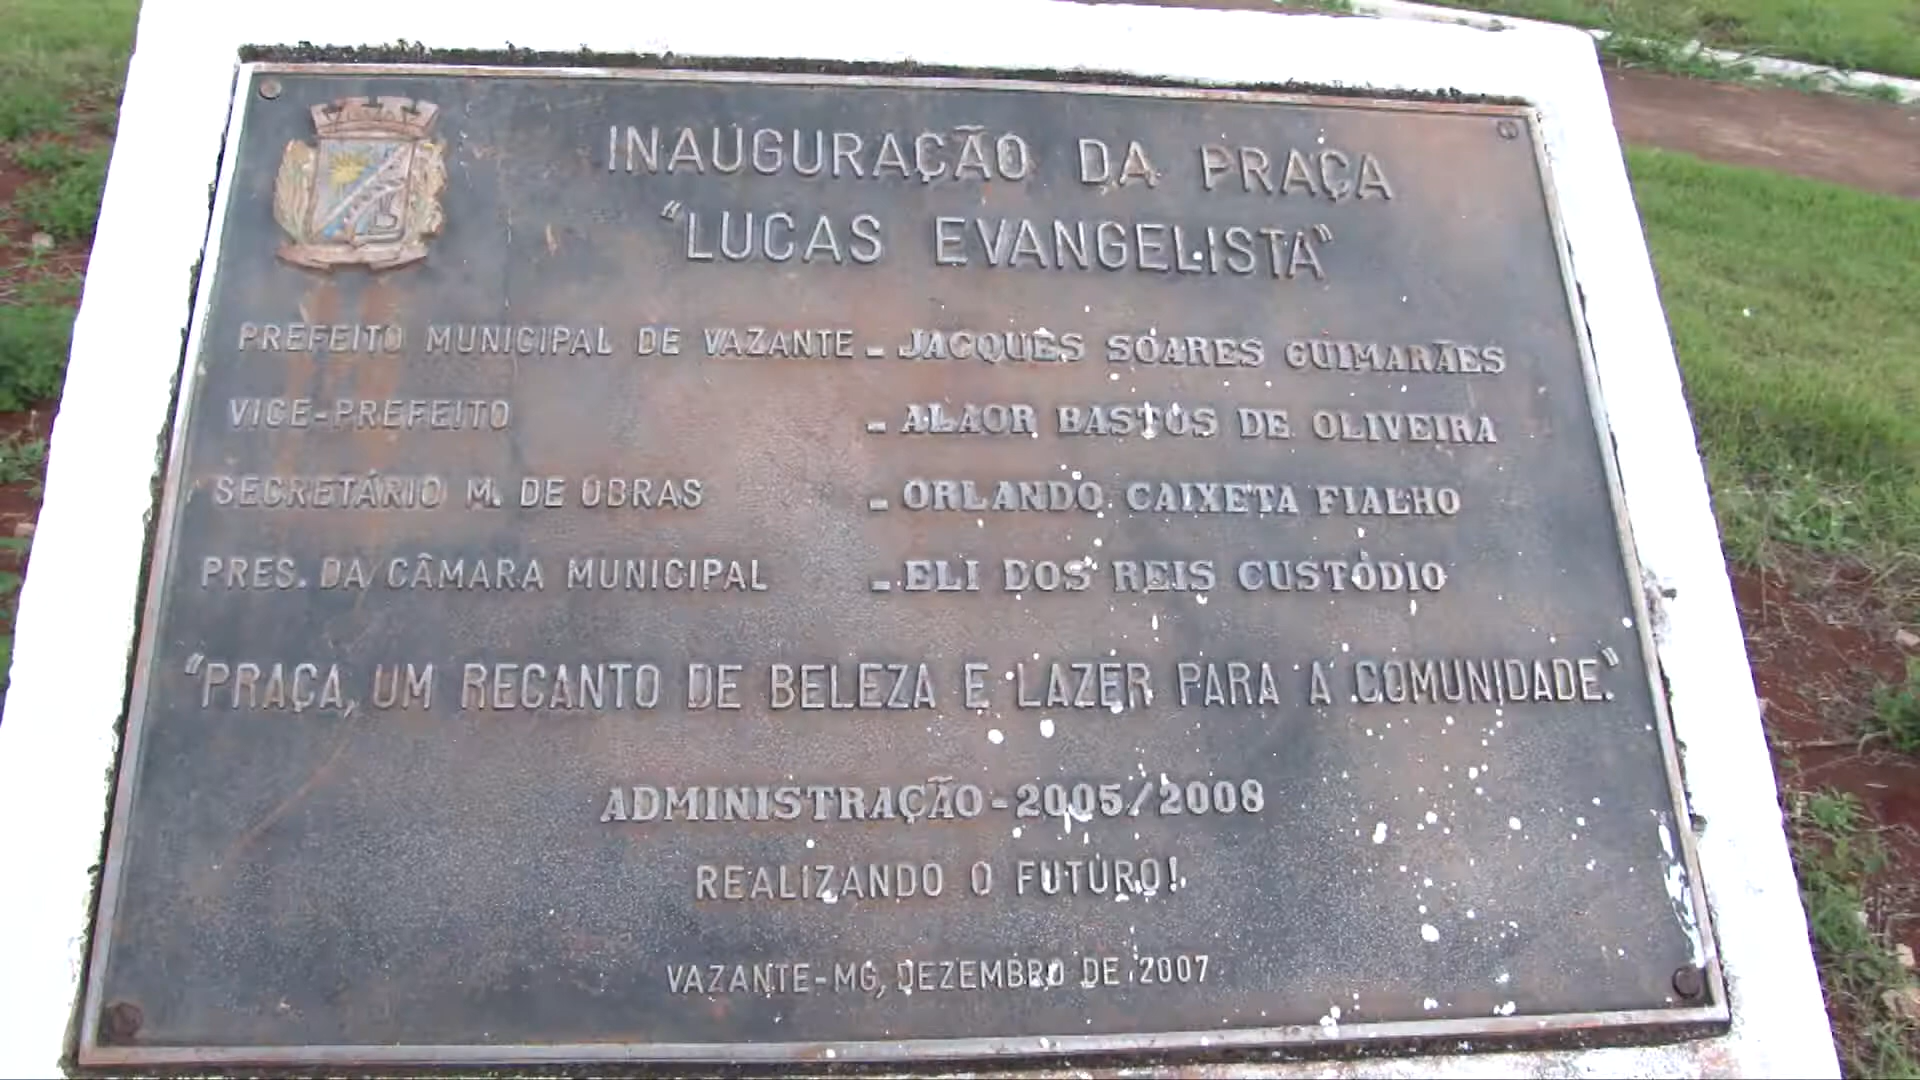 INAUGURAÇÃO DA PRAÇA
"LUCAS EVANGELISTA"
PREFEITO MUNICIPAL DE VAZANTE - JACQUES SOARES GUIMARÃES
VICE-PREFEITO - ALAOR BASTOS DE OLIVEIRA
SECRETÁRIO M. DE OBRAS - ORLANDO CAIXETA FIALHO
PRES. DA CÂMARA MUNICIPAL - ELI DOS REIS CUSTÓDIO
"PRAÇA, UM RECANTO DE BELEZA E LAZER PARA A COMUNIDADE."
ADMINISTRAÇÃO - 2005/2008
REALIZANDO O FUTURO!
VAZANTE-MG, DEZEMBRO DE 2007